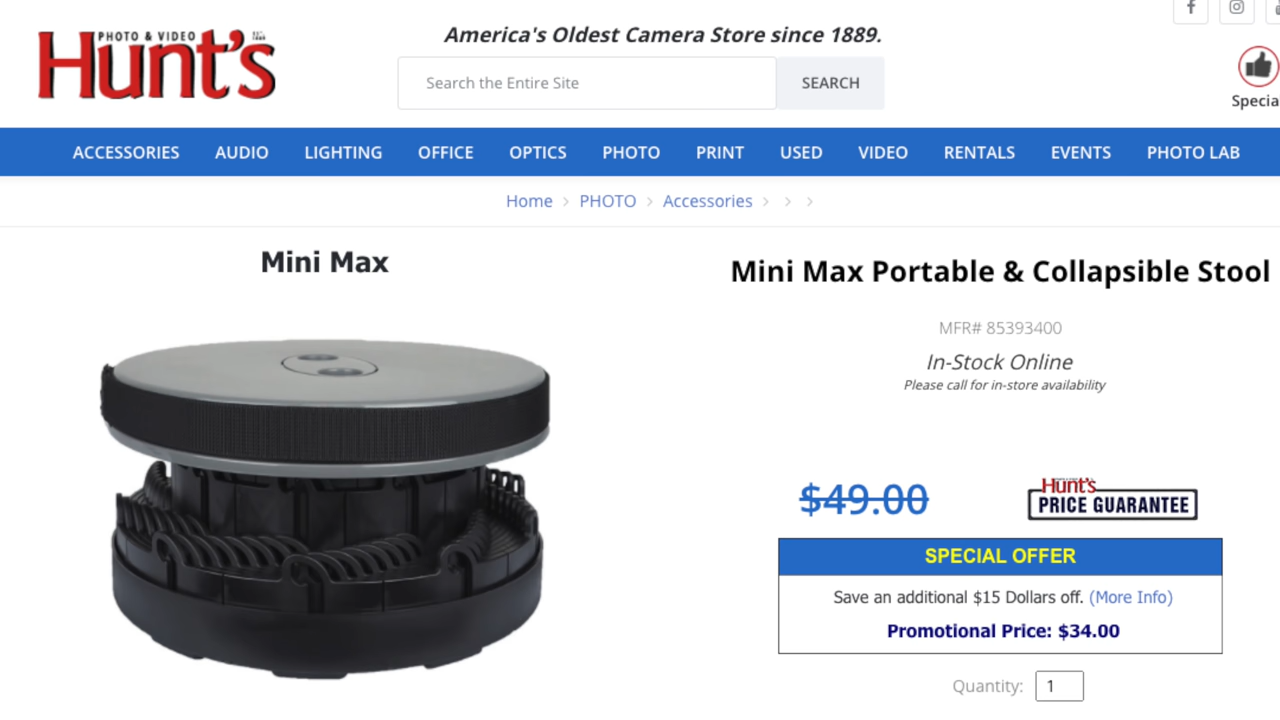 PHOTO & VIDEO
Hunt's
America's Oldest Camera Store since 1889.
Search the Entire Site
SEARCH
Specia
ACCESSORIES AUDIO LIGHTING OFFICE OPTICS PHOTO PRINT USED VIDEO RENTALS EVENTS PHOTO LAB
Home > PHOTO > Accessories > > >
Mini Max
Mini Max Portable & Collapsible Stool
MFR# 85393400
In-Stock Online
Please call for in-store availability
$49.00
Hunt's
PRICE GUARANTEE
SPECIAL OFFER
Save an additional $15 Dollars off. (More Info)
Promotional Price: $34.00
Quantity: 1